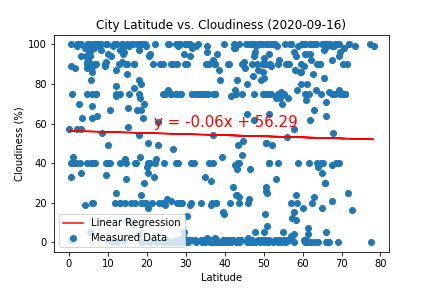 City Latitude vs. Cloudiness (2020-09-16)
100
80
60
40
20
0
Cloudiness (%)
y = -0.06x + 56.29
Linear Regression
Measured Data
0 10 20 30 40 50 60 70 80
Latitude